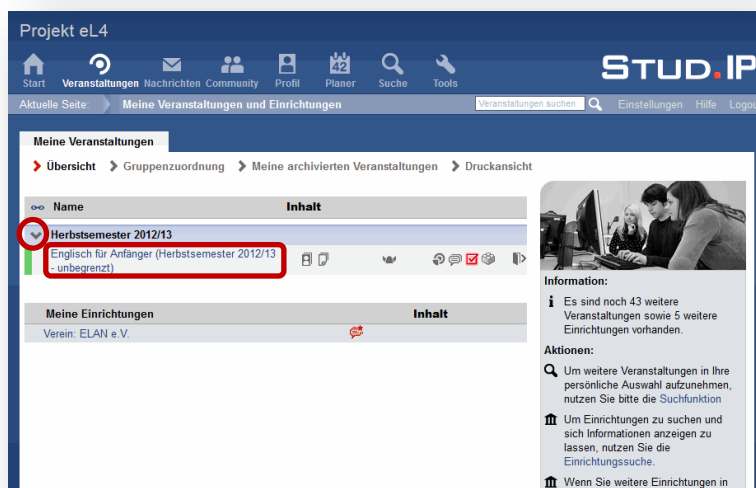 Projekt eL4
42
Start Veranstaltungen Nachrichten Community Profil Planer Suche Tools
STUD.IP
Aktuelle Seite: Meine Veranstaltungen und Einrichtungen Veranstaltungen suchen Einstellungen Hilfe Logou
Meine Veranstaltungen
Übersicht Gruppenzuordnung Meine archivierten Veranstaltungen Druckansicht
Name Inhalt
Herbstsemester 2012/13
Englisch für Anfänger (Herbstsemester 2012/13
- unbegrenzt)
Meine Einrichtungen Inhalt
Verein: ELAN e.V.
Information:
Es sind noch 43 weitere
Veranstaltungen sowie 5 weitere
Einrichtungen vorhanden.
Aktionen:
Um weitere Veranstaltungen in Ihre
persönliche Auswahl aufzunehmen,
nutzen Sie bitte die Suchfunktion
Um Einrichtungen zu suchen und
sich Informationen anzeigen zu
lassen, nutzen Sie die
Einrichtungssuche.
Wenn Sie weitere Einrichtungen in